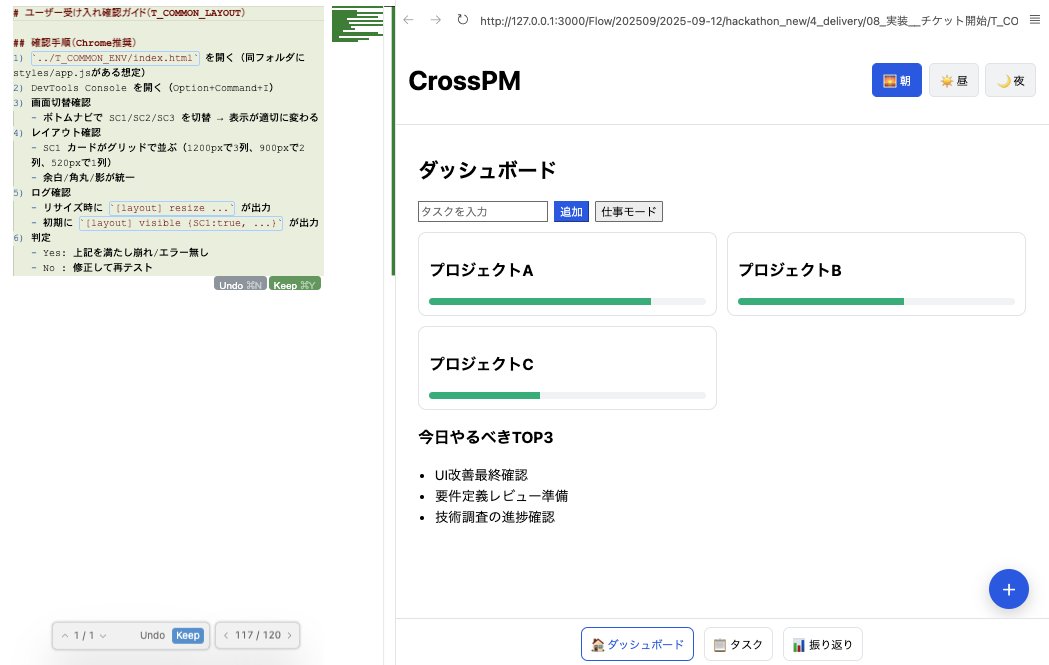 # ユーザー受け入れ確認ガイド(T_COMMON_LAYOUT)
## 確認手順(Chrome推奨)
1) `../T_COMMON_ENV/index.html` を開く(同フォルダに
styles/app.jsがある想定)
2) DevTools Console を開く(Option+Command+I)
3) 画面切替確認
- ボトムナビで SC1/SC2/SC3 を切替 → 表示が適切に変わる
4) レイアウト確認
- SC1 カードがグリッドで並ぶ(1200pxで3列、900pxで2
列、520pxで1列)
- 余白/角丸/影が統一
5) ログ確認
- リサイズ時に `[layout] resize ...` が出力
- 初期に `[layout] visible {SC1:true, ...}` が出力
6) 判定
- Yes: 上記を満たし崩れ/エラー無し
- No : 修正して再テスト
Undo ⌘N Keep ⌘Y
1 / 1 Undo Keep 117 / 120
http://127.0.0.1:3000/Flow/202509/2025-09-12/hackathon_new/4_delivery/08_実装__チケット開始/T_CO
CrossPM
朝 昼 夜
ダッシュボード
タスクを入力 追加 仕事モード
プロジェクトA
プロジェクトB
プロジェクトC
今日やるべきTOP3
• UI改善最終確認
• 要件定義レビュー準備
• 技術調査の進捗確認
+
ダッシュボード タスク 振り返り